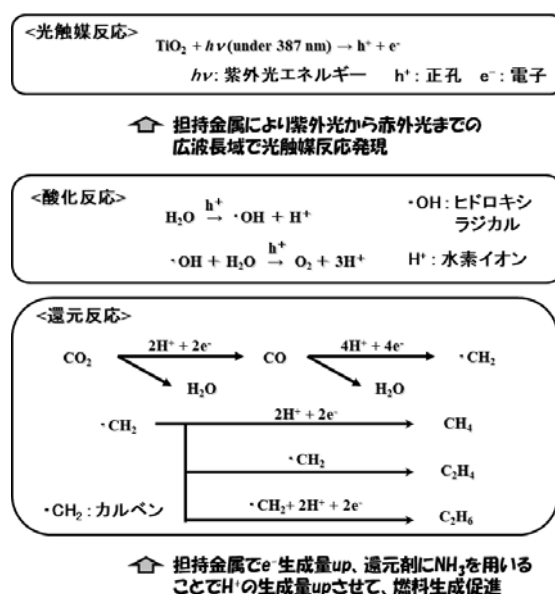 <光触媒反応>
TiO₂ + hν (under 387 nm) → h⁺ + e⁻
hν: 紫外光エネルギー h⁺: 正孔 e⁻: 電子
担持金属により紫外光から赤外光までの
広波長域で光触媒反応発現
<酸化反応>
h⁺
H₂O → ・OH + H⁺
・OH: ヒドロキシ
ラジカル
h⁺
・OH + H₂O → O₂ + 3H⁺
H⁺: 水素イオン
<還元反応>
2H⁺ + 2e⁻ 4H⁺ + 4e⁻
CO₂ CO ・CH₂
H₂O H₂O
2H⁺ + 2e⁻
・CH₂ CH₄
・CH₂
C₂H₄
・CH₂+ 2H⁺ + 2e⁻
・CH₂: カルベン C₂H₆
担持金属でe⁻生成量up、還元剤にNH₃を用いる
ことでH⁺の生成量upさせて、燃料生成促進